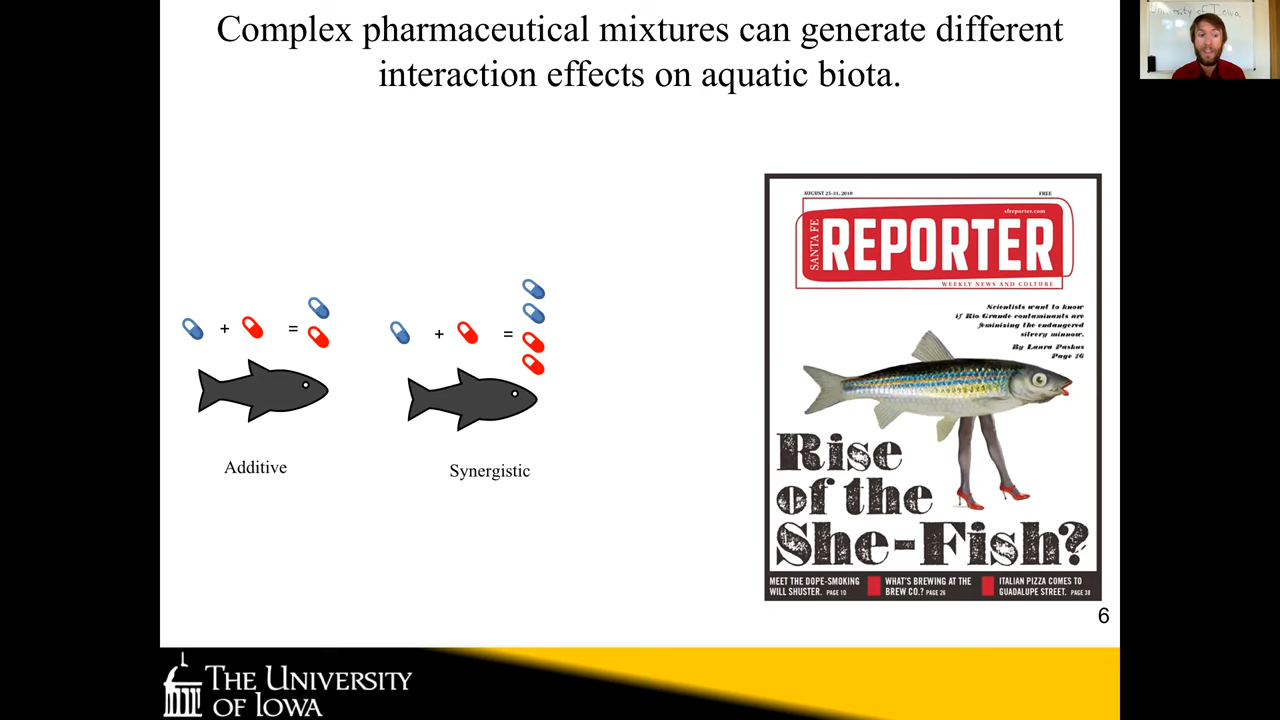 Complex pharmaceutical mixtures can generate different
interaction effects on aquatic biota.
University of Iowa
+ =
+ =
Additive
Synergistic
AUGUST 25-31, 2010 FREE
sfreporter.com
SANTA FE
REPORTER
WEEKLY NEWS AND CULTURE
Scientists want to know
if Rio Grande contaminants are
feminizing the endangered
silvery minnow.
By Laura Paskus
Page 16
Rise
of the
She-Fish?
MEET THE DOPE-SMOKING
WILL SHUSTER. PAGE 10
WHAT'S BREWING AT THE
BREW CO.? PAGE 26
ITALIAN PIZZA COMES TO
GUADALUPE STREET. PAGE 38
6
THE UNIVERSITY
OF IOWA